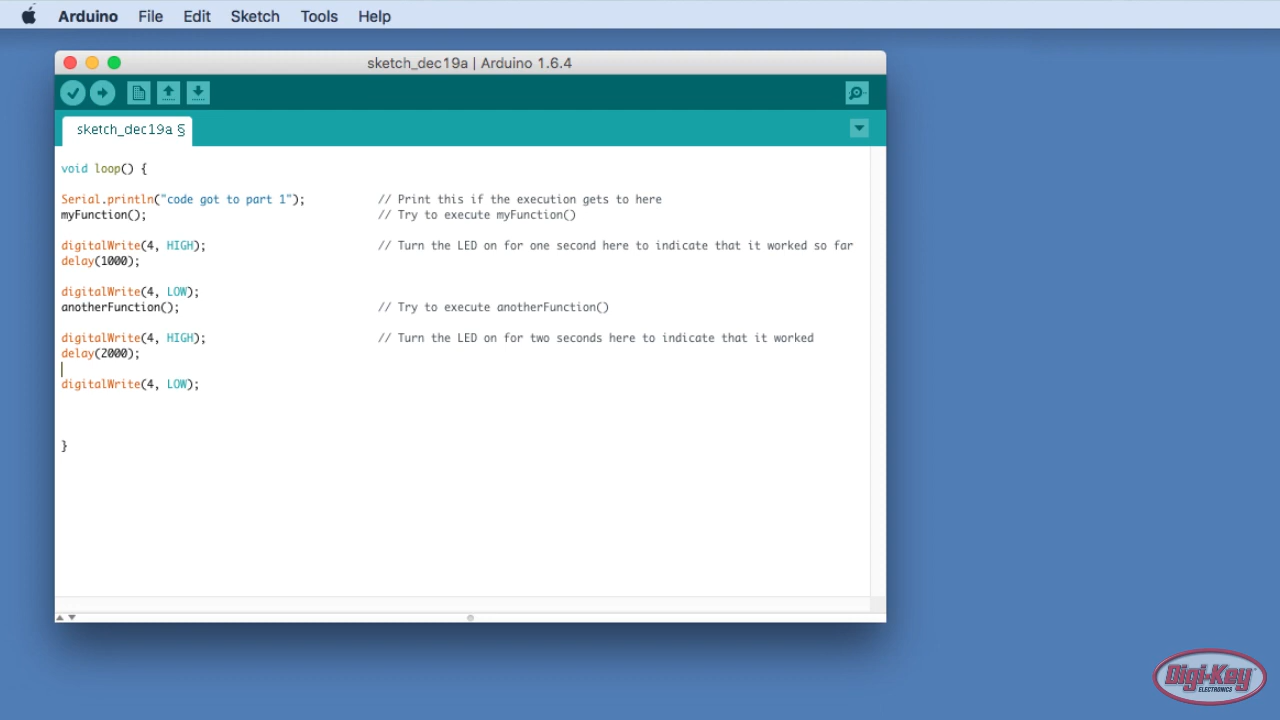 Arduino File Edit Sketch Tools Help
sketch_dec19a | Arduino 1.6.4
sketch_dec19a §
void loop() {
Serial.println("code got to part 1"); // Print this if the execution gets to here
myFunction(); // Try to execute myFunction()
digitalWrite(4, HIGH); // Turn the LED on for one second here to indicate that it worked so far
delay(1000);
digitalWrite(4, LOW);
anotherFunction(); // Try to execute anotherFunction()
digitalWrite(4, HIGH); // Turn the LED on for two seconds here to indicate that it worked
delay(2000);
digitalWrite(4, LOW);
}
Digi-Key
ELECTRONICS